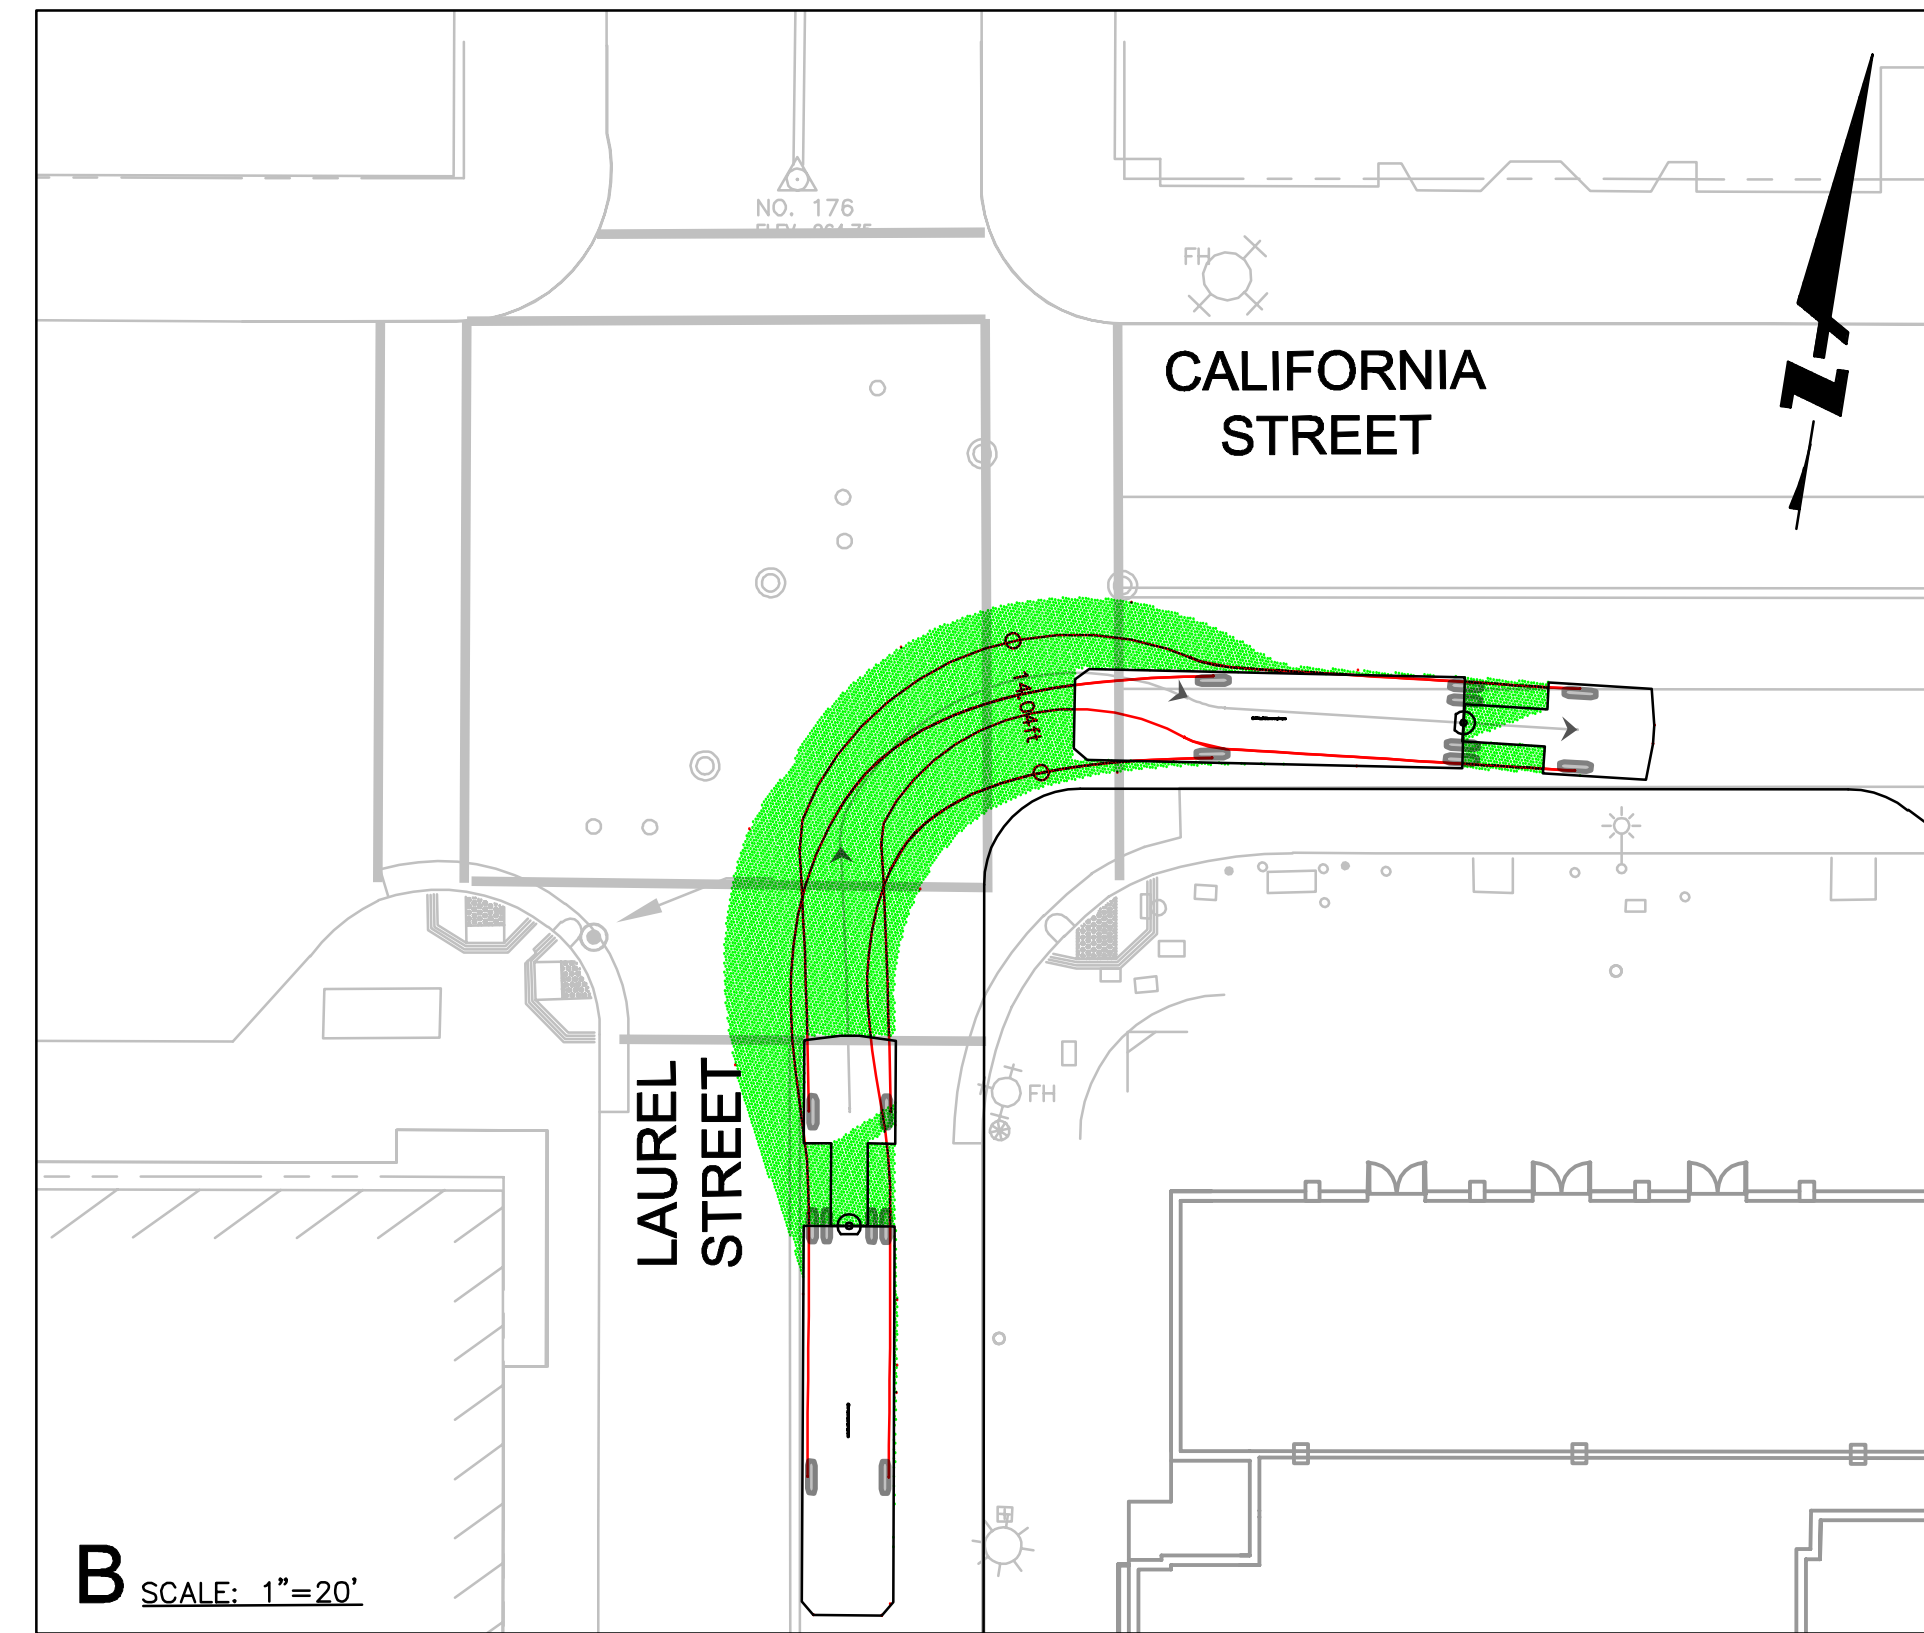 NO. 176
FH
CALIFORNIA
STREET
N
14.04ft
LAUREL
STREET
FH
B SCALE: 1"=20'